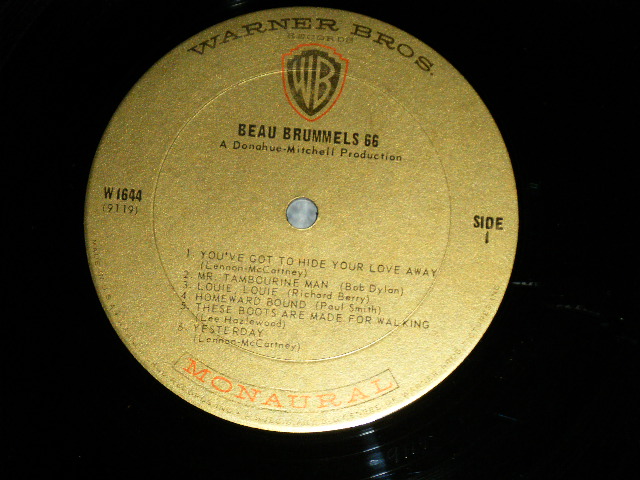 WARNER BROS.
RECORDS
WB
BEAU BRUMMELS 66
A Donahue-Mitchell Production
W 1644
(9119)
SIDE
1
1. YOU'VE GOT TO HIDE YOUR LOVE AWAY
(Lennon-McCartney)
2. MR. TAMBOURINE MAN (Bob Dylan)
3. LOUIE, LOUIE (Richard Berry)
4. HOMEWARD BOUND (Paul Smith)
5. THESE BOOTS ARE MADE FOR WALKING
(Lee Hazlewood)
6. YESTERDAY
(Lennon-McCartney)
MONAURAL